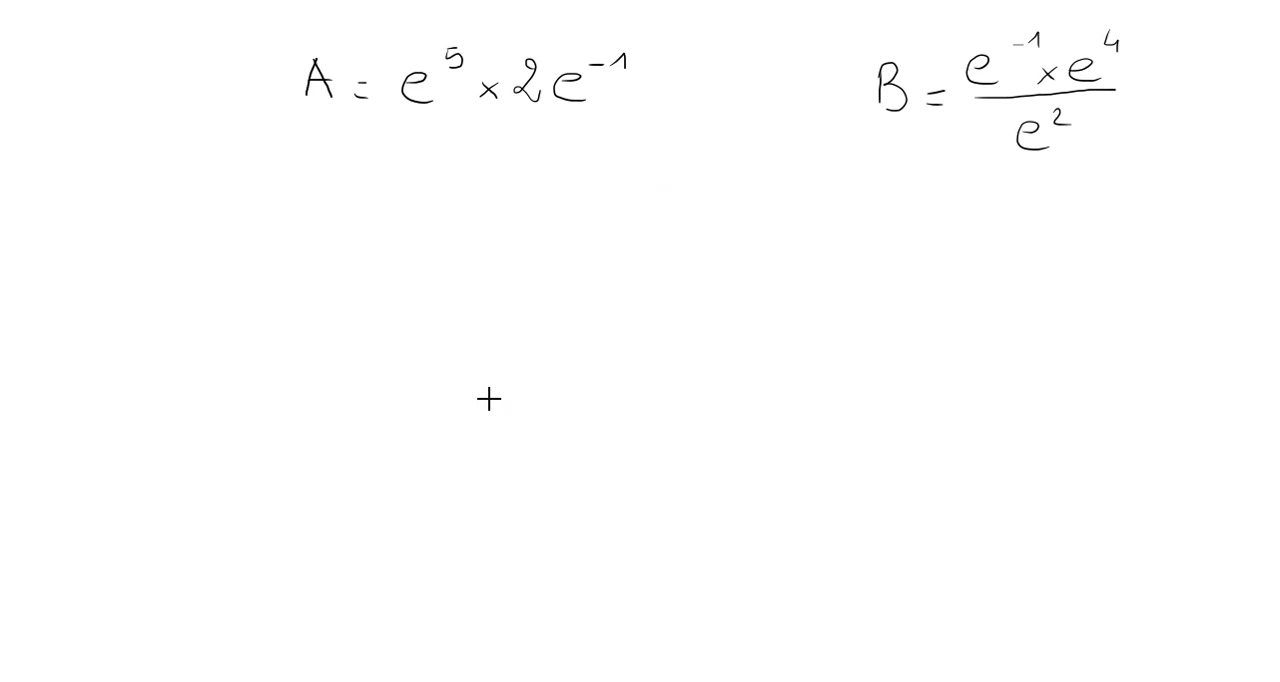 A = e^5 × 2e^-1
B = (e^-1 × e^4) / e^2